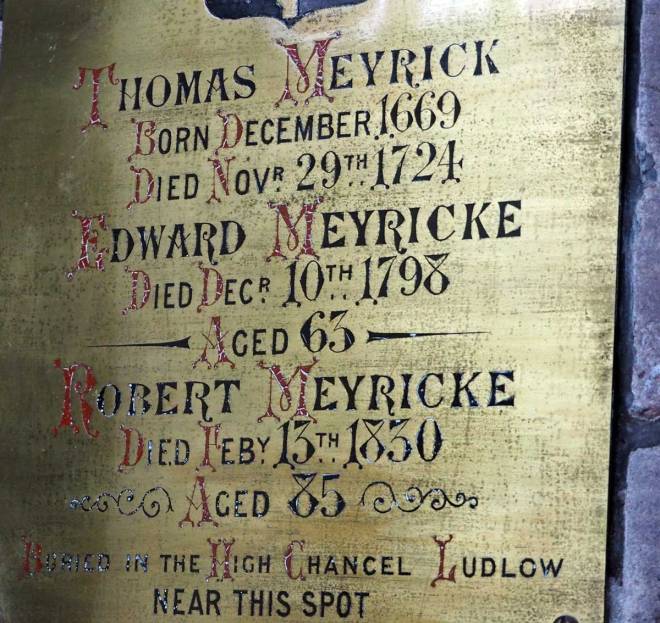 THOMAS MEYRICK
BORN DECEMBER 1669
DIED NOVR 29TH 1724
EDWARD MEYRICKE
DIED DECR 10TH 1798
AGED 63
ROBERT MEYRICKE
DIED FEBY 13TH 1830
AGED 85
BURIED IN THE HIGH CHANCEL LUDLOW
NEAR THIS SPOT